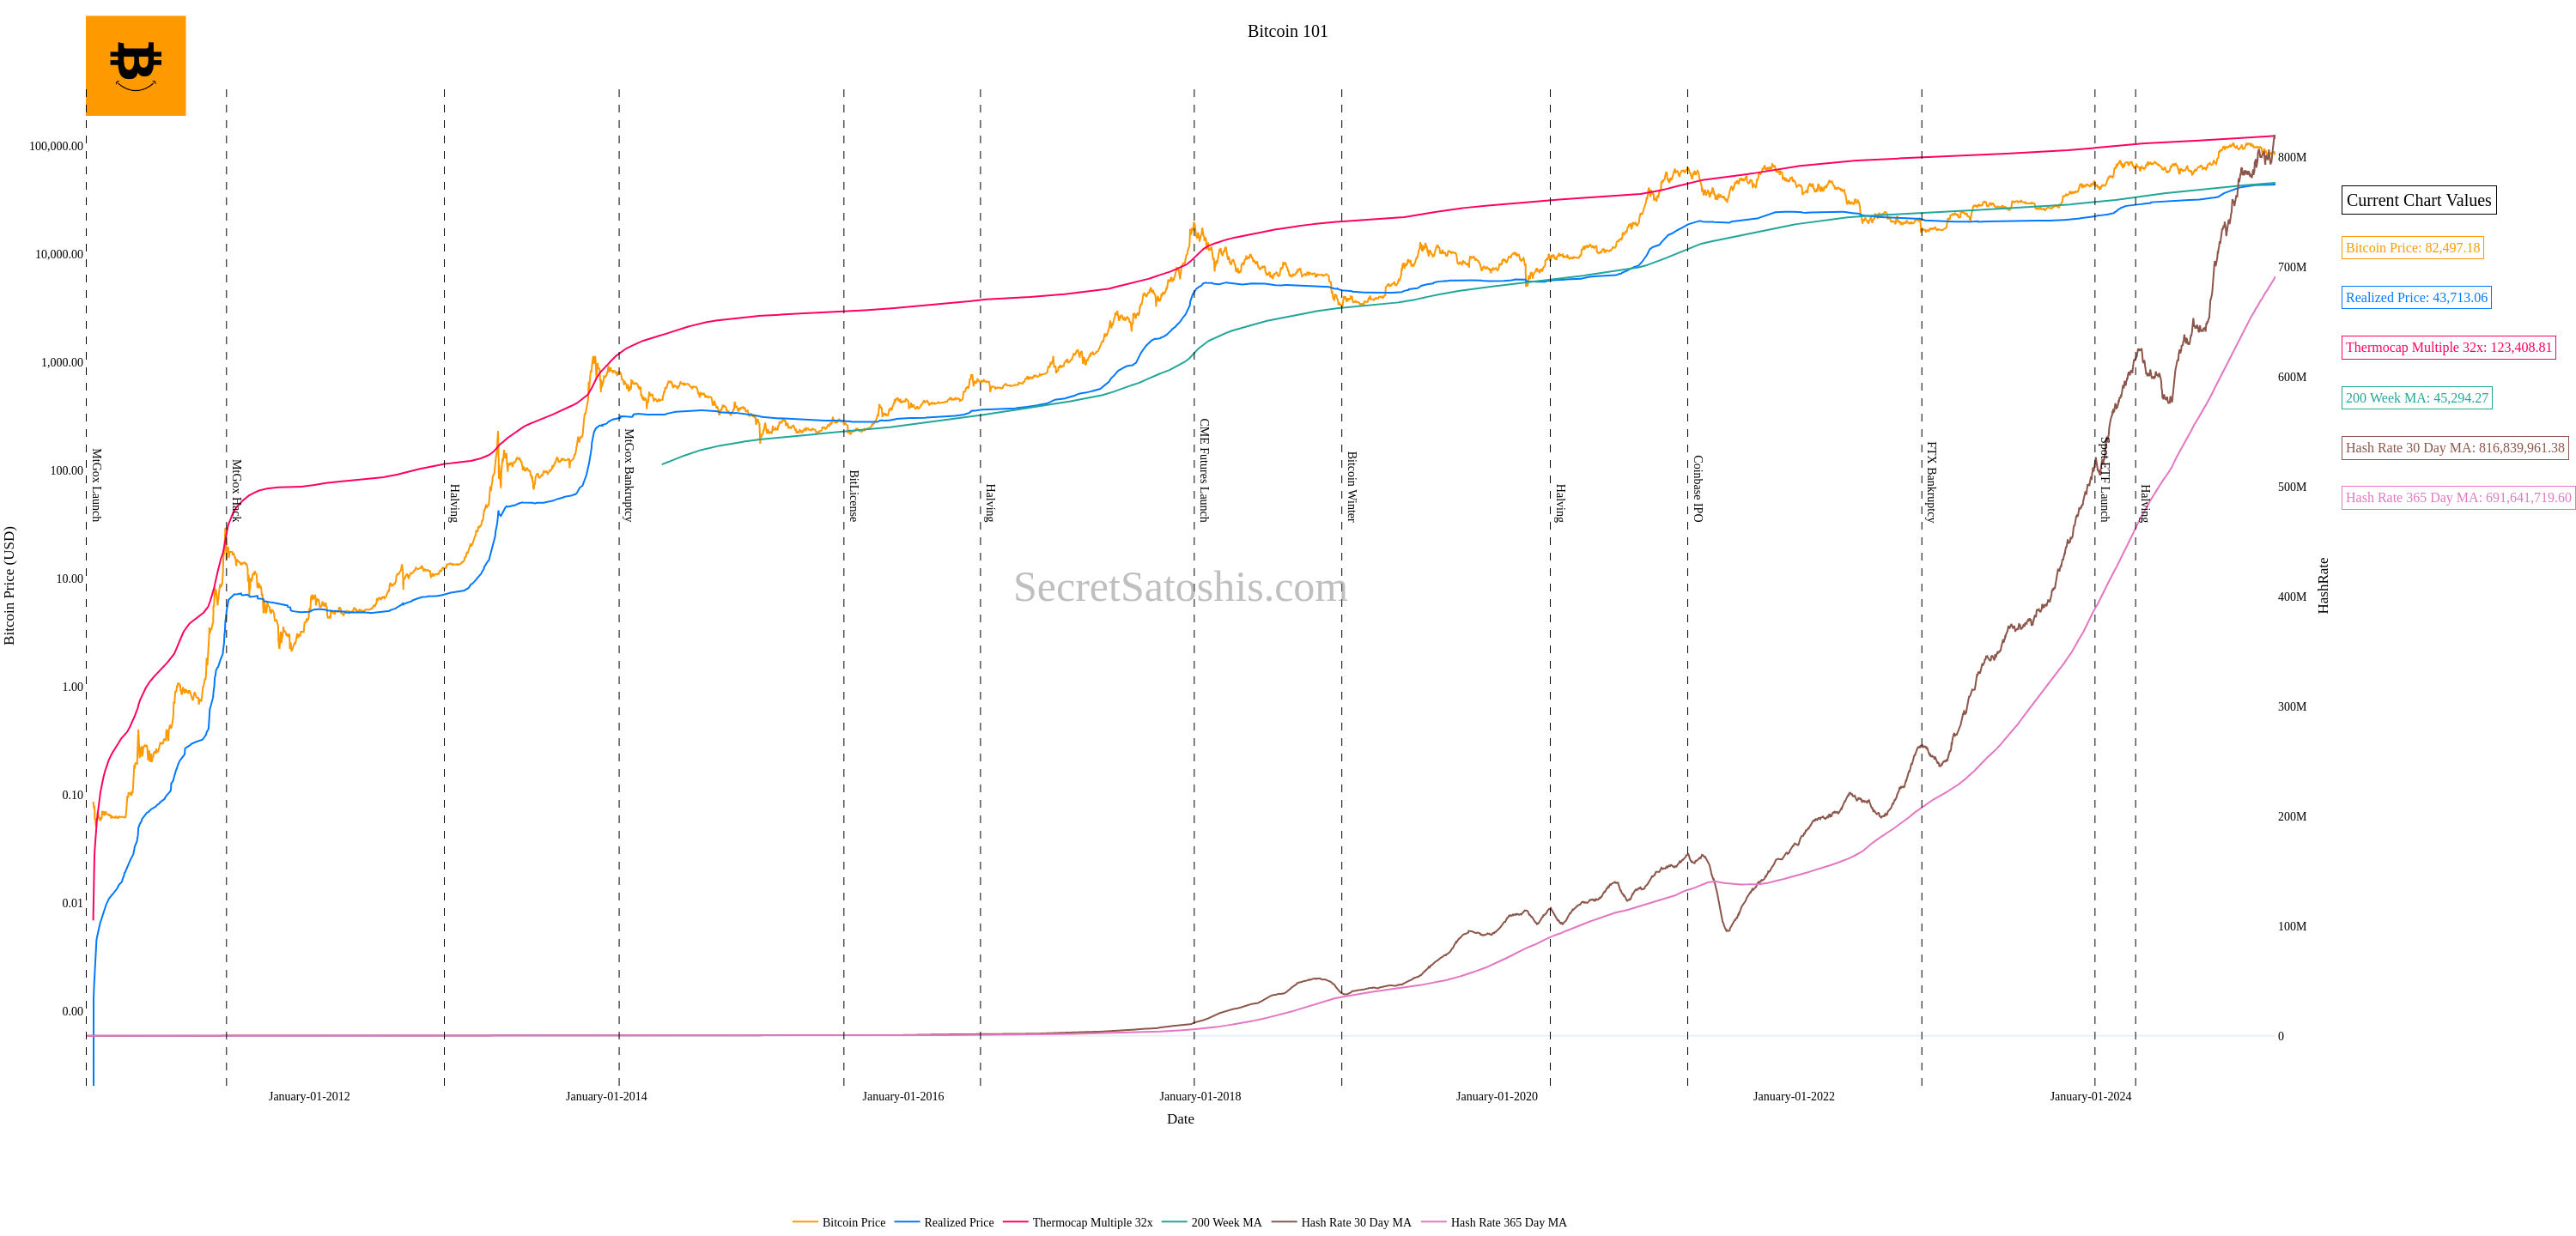 Bitcoin 101
100,000.00
10,000.00
1,000.00
100.00
10.00
1.00
0.10
0.01
0.00
Bitcoin Price (USD)
MtGox Launch
MtGox Hack
Halving
MtGox Bankruptcy
BitLicense
Halving
CME Futures Launch
Bitcoin Winter
Halving
Coinbase IPO
FTX Bankruptcy
Spot ETF Launch
Halving
SecretSatoshis.com
800M
700M
600M
500M
400M
300M
200M
100M
0
HashRate
Current Chart Values
Bitcoin Price: 82,497.18
Realized Price: 43,713.06
Thermocap Multiple 32x: 123,408.81
200 Week MA: 45,294.27
Hash Rate 30 Day MA: 816,839,961.38
Hash Rate 365 Day MA: 691,641,719.60
January-01-2012
January-01-2014
January-01-2016
January-01-2018
January-01-2020
January-01-2022
January-01-2024
Date
Bitcoin Price
Realized Price
Thermocap Multiple 32x
200 Week MA
Hash Rate 30 Day MA
Hash Rate 365 Day MA